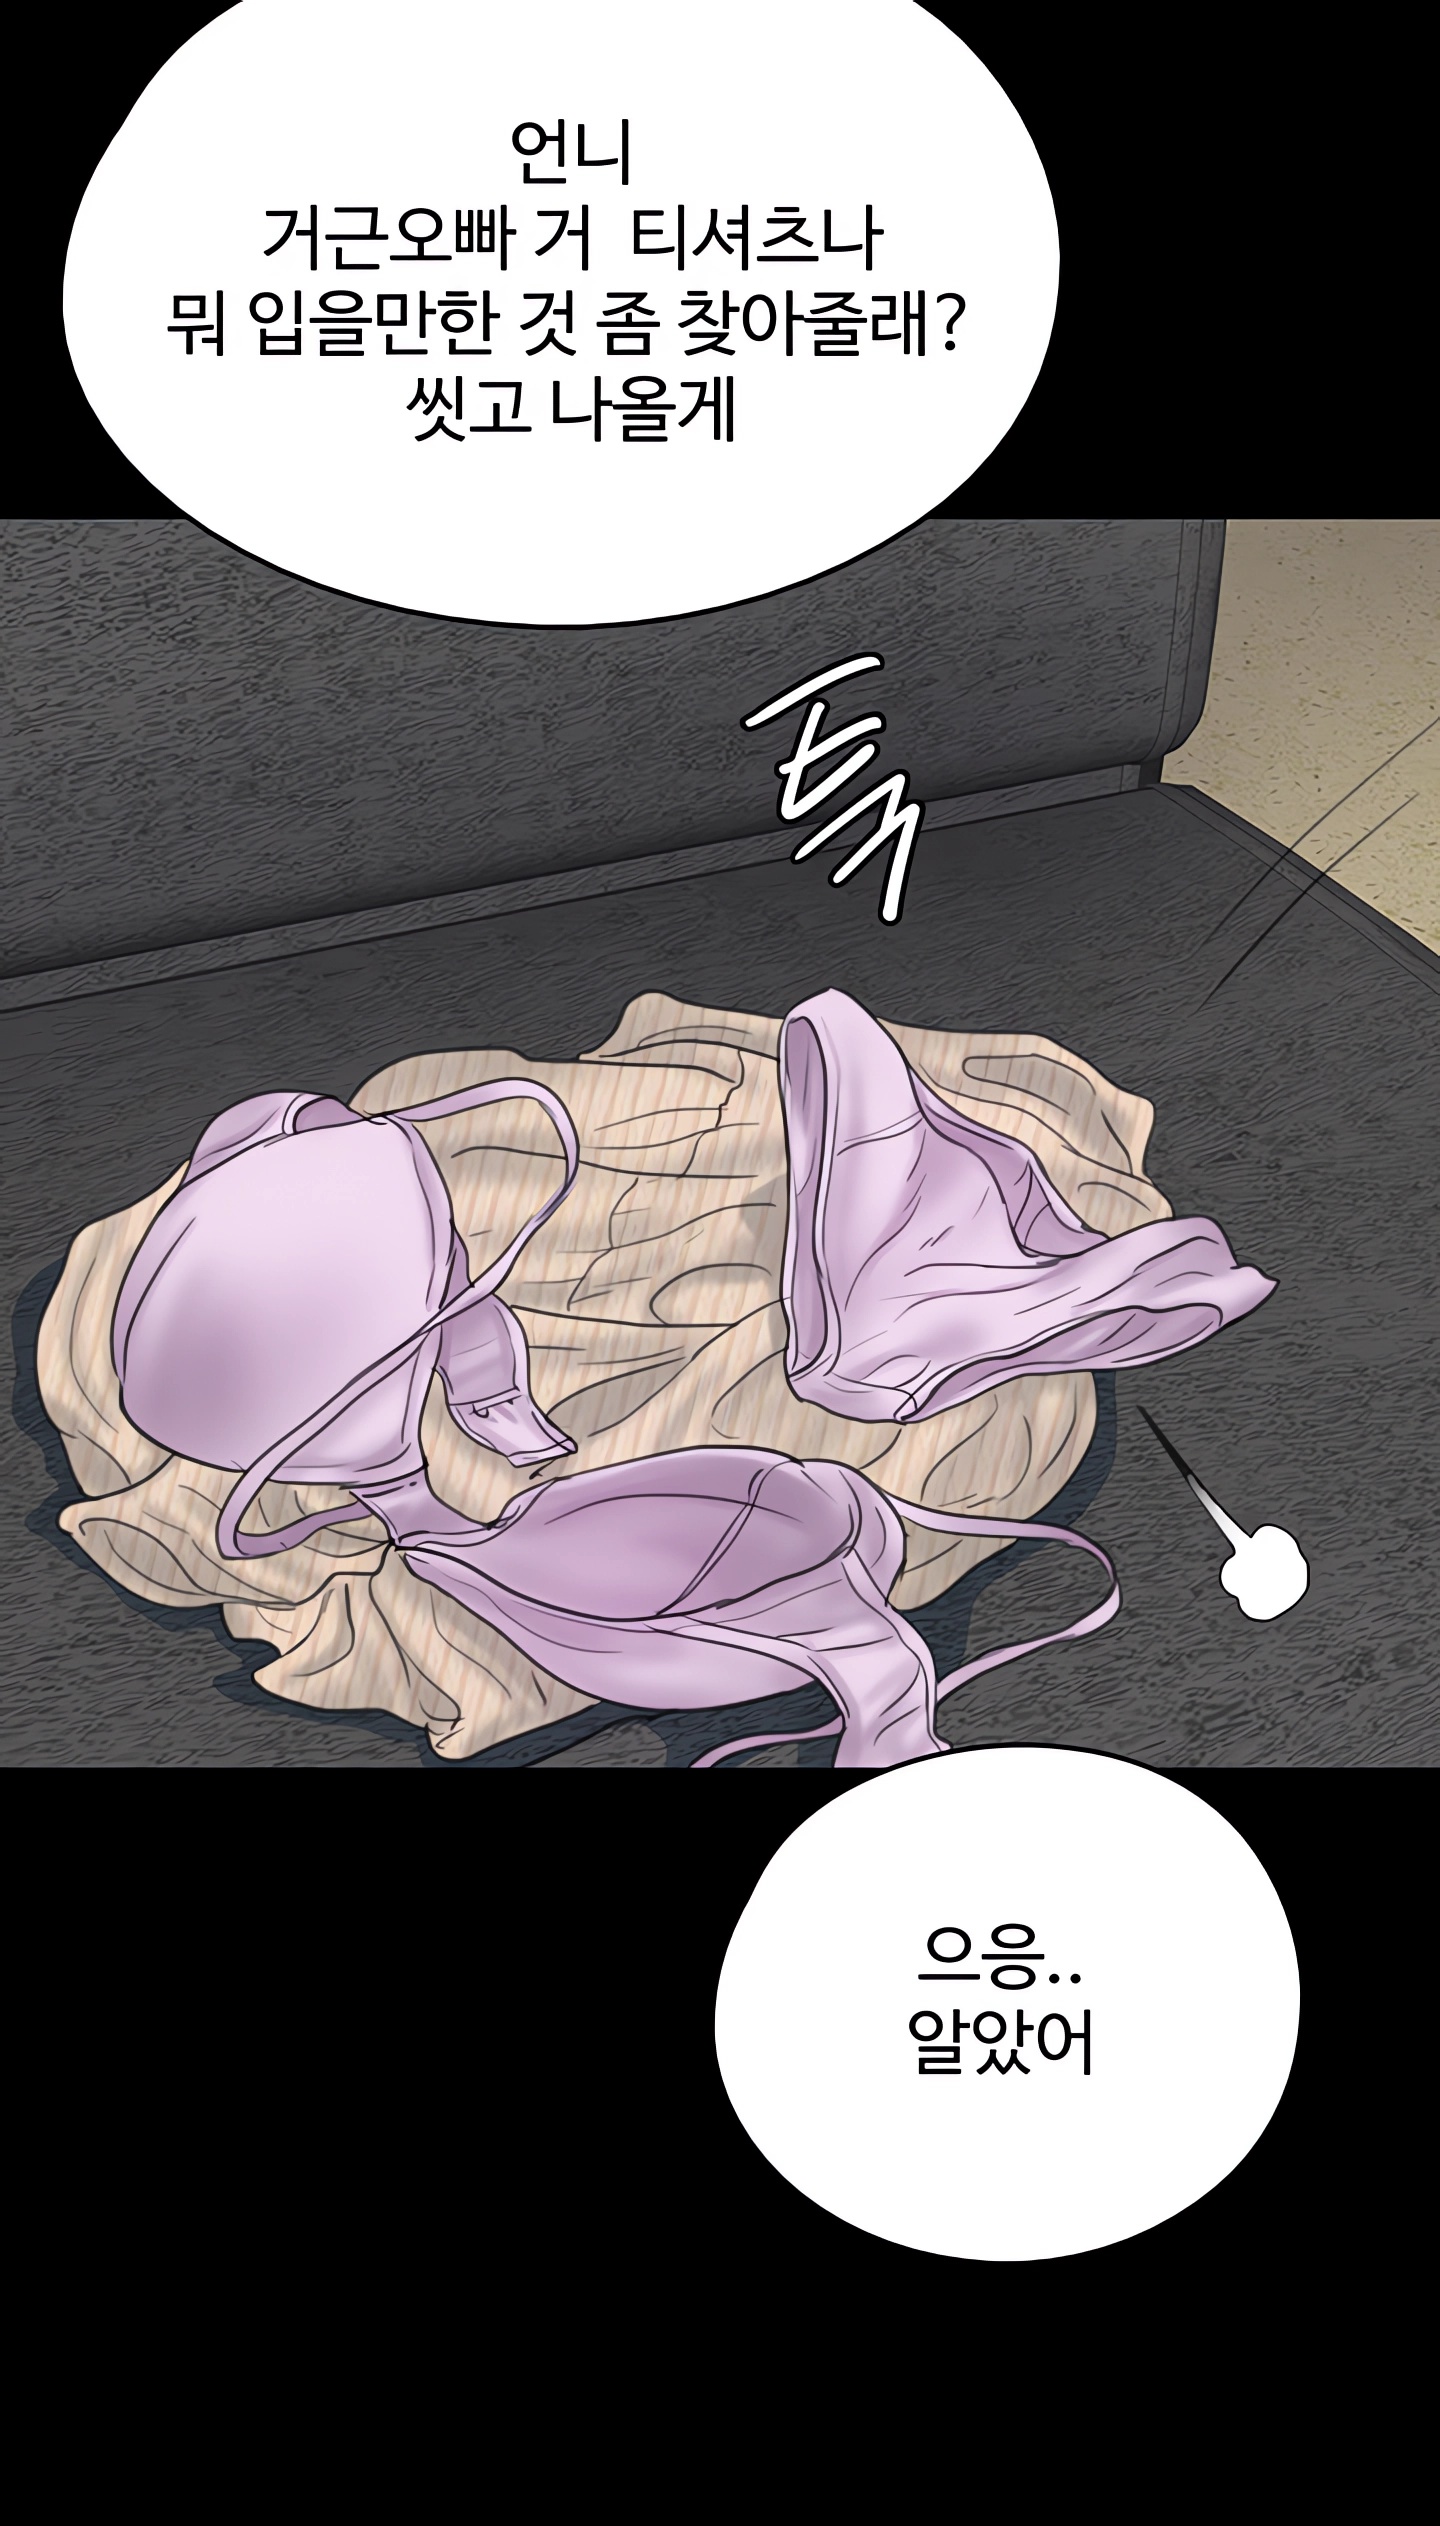 언니
거근오빠 거 티셔츠나
뭐 입을만한 것 좀 찾아줄래?
씻고 나올게
툭
으응..
알았어